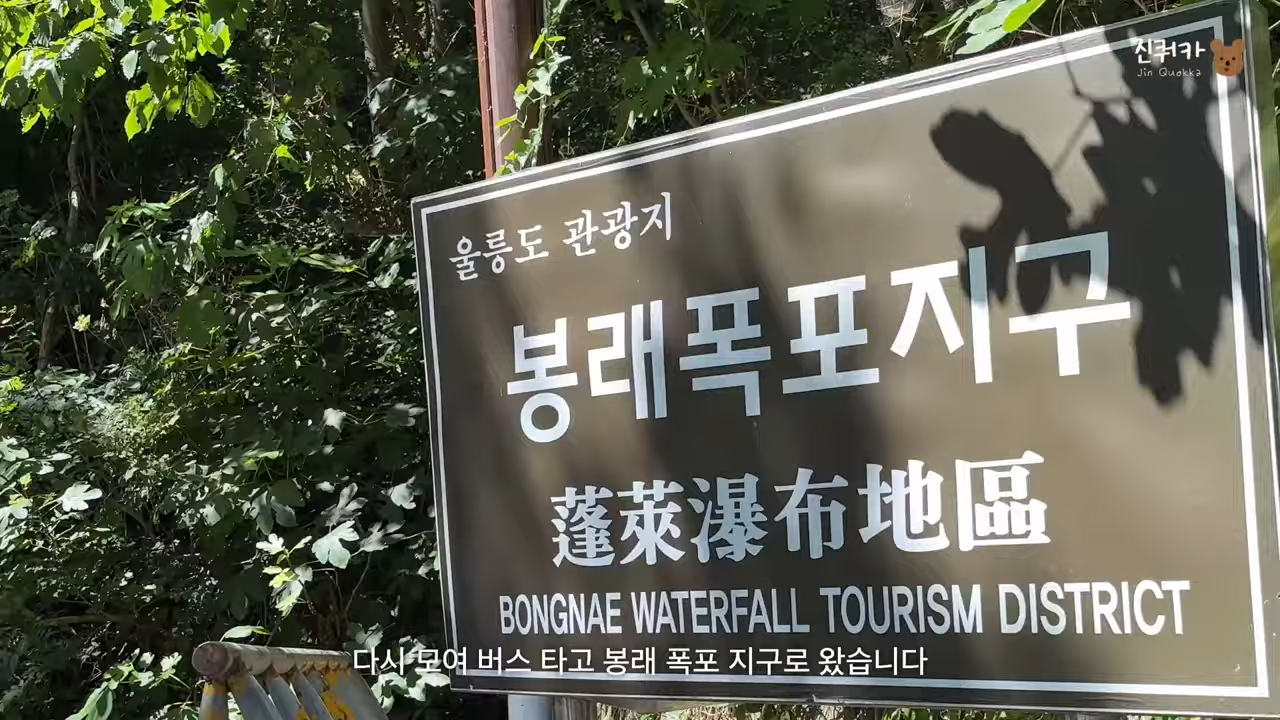 진쿼카
Jin Quokka
울릉도 관광지
봉래폭포지구
蓬萊瀑布地區
BONGNAE WATERFALL TOURISM DISTRICT
다시 모여 버스 타고 봉래 폭포 지구로 왔습니다